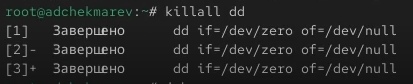 root@adchekmarev:~# killall dd
[1]   Завершено      dd if=/dev/zero of=/dev/null
[2]-  Завершено      dd if=/dev/zero of=/dev/null
[3]+  Завершено      dd if=/dev/zero of=/dev/null